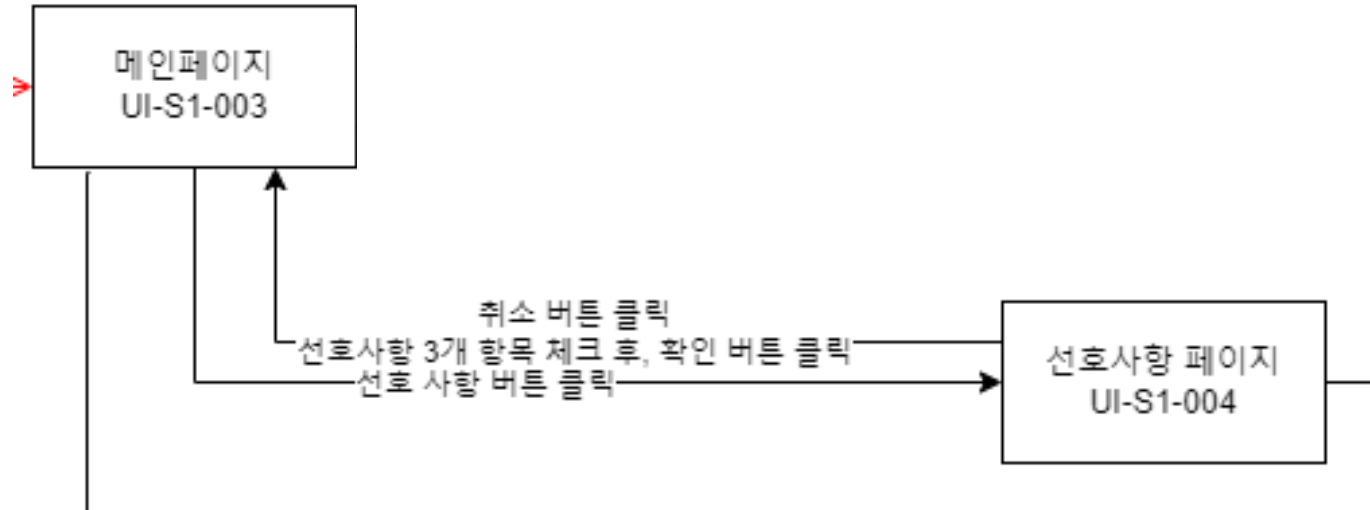 메인페이지
UI-S1-003
취소 버튼 클릭
선호사항 3개 항목 체크 후, 확인 버튼 클릭
선호 사항 버튼 클릭
선호사항 페이지
UI-S1-004